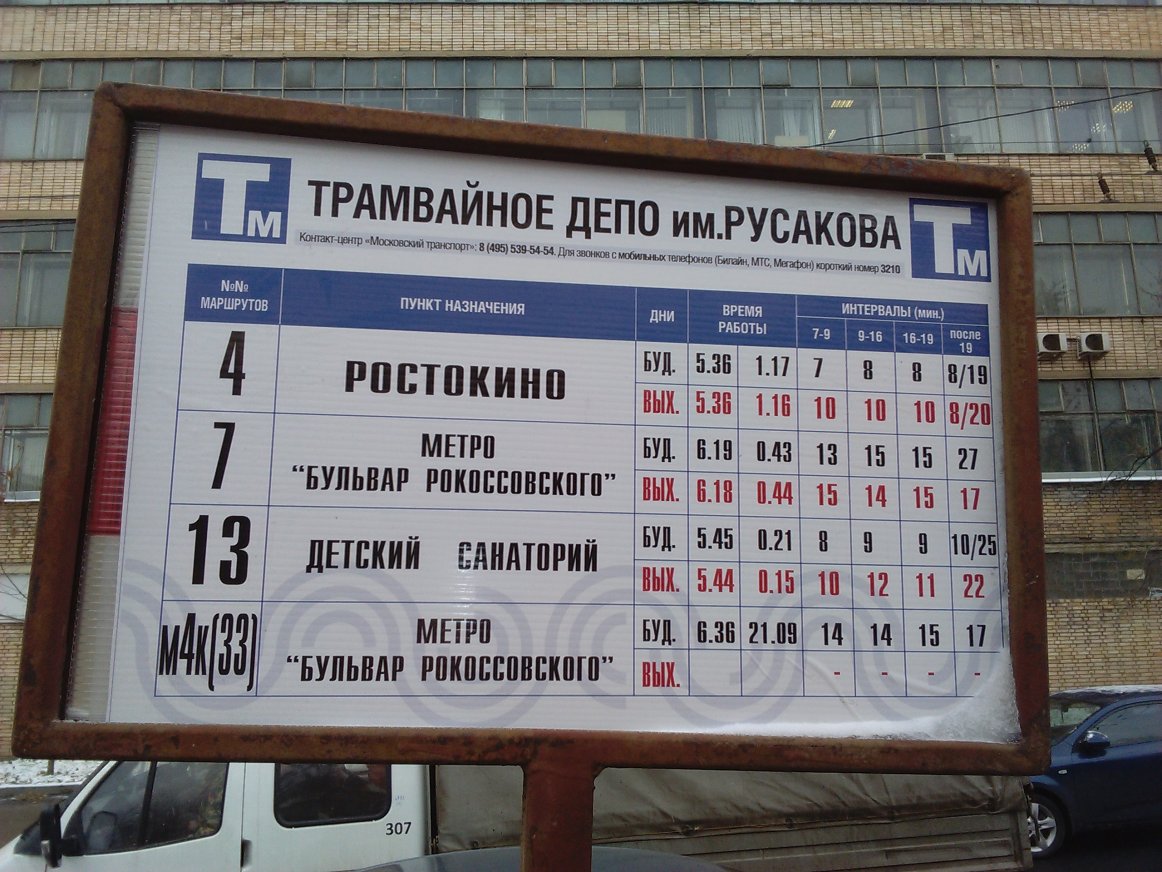 ТМ
ТРАМВАЙНОЕ ДЕПО им.РУСАКОВА
ТМ
Контакт-центр «Московский транспорт»: 8 (495) 539-54-54. Для звонков с мобильных телефонов (Билайн, МТС, Мегафон) короткий номер 3210
№№ МАРШРУТОВ ПУНКТ НАЗНАЧЕНИЯ ДНИ ВРЕМЯ РАБОТЫ ИНТЕРВАЛЫ (мин.)
7-9 9-16 16-19 после 19
4 РОСТОКИНО БУД. 5.36 1.17 7 8 8 8/19
ВЫХ. 5.36 1.16 10 10 10 8/20
7 МЕТРО БУД. 6.19 0.43 13 15 15 27
“БУЛЬВАР РОКОССОВСКОГО” ВЫХ. 6.18 0.44 15 14 15 17
13 ДЕТСКИЙ САНАТОРИЙ БУД. 5.45 0.21 8 9 9 10/25
ВЫХ. 5.44 0.15 10 12 11 22
м4к(33) МЕТРО БУД. 6.36 21.09 14 14 15 17
“БУЛЬВАР РОКОССОВСКОГО” ВЫХ. - - - -
307